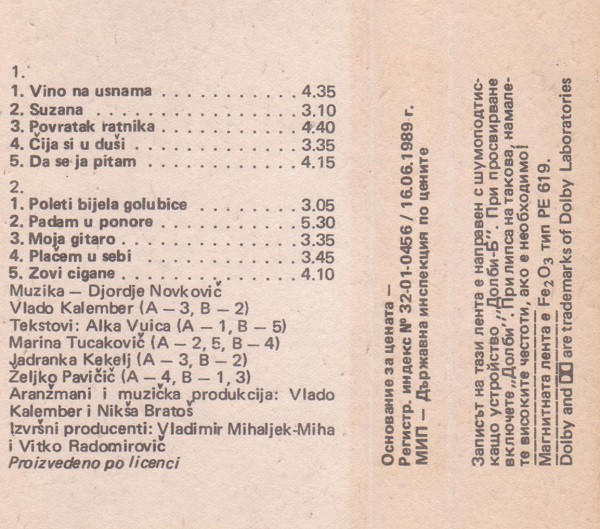 1.
1. Vino na usnama . . . . . . . . . . . . 4.35
2. Suzana . . . . . . . . . . . . . . . . . . 3.10
3. Povratak ratnika . . . . . . . . . . . . 4.40
4. Čija si u duši . . . . . . . . . . . . . . 3.35
5. Da se ja pitam . . . . . . . . . . . . . 4.15
2.
1. Poleti bijela golubice . . . . . . . . . 3.05
2. Padam u ponore . . . . . . . . . . . . 5.30
3. Moja gitaro . . . . . . . . . . . . . . . 3.35
4. Plačem u sebi . . . . . . . . . . . . . 3.45
5. Zovi cigane . . . . . . . . . . . . . . . 4.10
Muzika — Djordje Novkovič
Vlado Kalember (A — 3, B — 2)
Tekstovi: Alka Vuica (A — 1, B — 5)
Marina Tucakovič (A — 2, 5, B — 4)
Jadranka Kekelj (A — 3, B — 2)
Željko Pavičič (A — 4, B — 1, 3)
Aranžmani i muzička produkcija: Vlado
Kalember i Nikša Bratoš
Izvršni producenti: Vladimir Mihaljek-Miha
i Vitko Radomirovič
Proizvedeno po licenci
Основание за цената —
Регистр. индекс № 32-01-0456 / 16.06.1989 г.
МИП — Държавна инспекция по цените
Записът на тази лента е направен с шумоподтис-
кащо устройство „Долби-Б". При просвирване
включете „Долби". При липса на такова, намале-
те високите честоти, ако е необходимо!
Магнитната лента е Fe2O3 тип PE 619.
Dolby and are trademarks of Dolby Laboratories